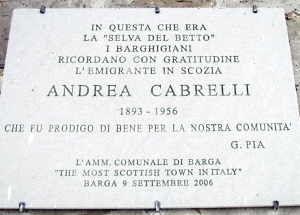 IN QUESTA CHE ERA
LA "SELVA DEL BETTO"
I BARGHIGIANI
RICORDANO CON GRATITUDINE
L'EMIGRANTE IN SCOZIA
ANDREA CABRELLI
1893 - 1956
CHE FÙ PRODIGO DI BENE PER LA NOSTRA COMUNITA'
G. PIA
L'AMM. COMUNALE DI BARGA
"THE MOST SCOTTISH TOWN IN ITALY"
BARGA 9 SETTEMBRE 2006